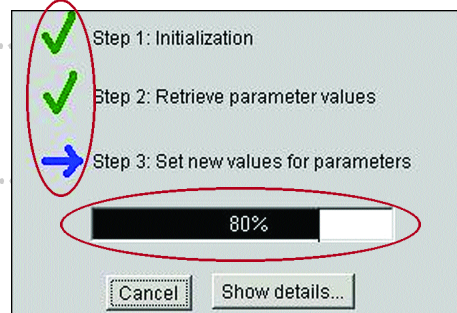 Step 1: Initialization
Step 2: Retrieve parameter values
Step 3: Set new values for parameters
80%
Cancel
Show details...